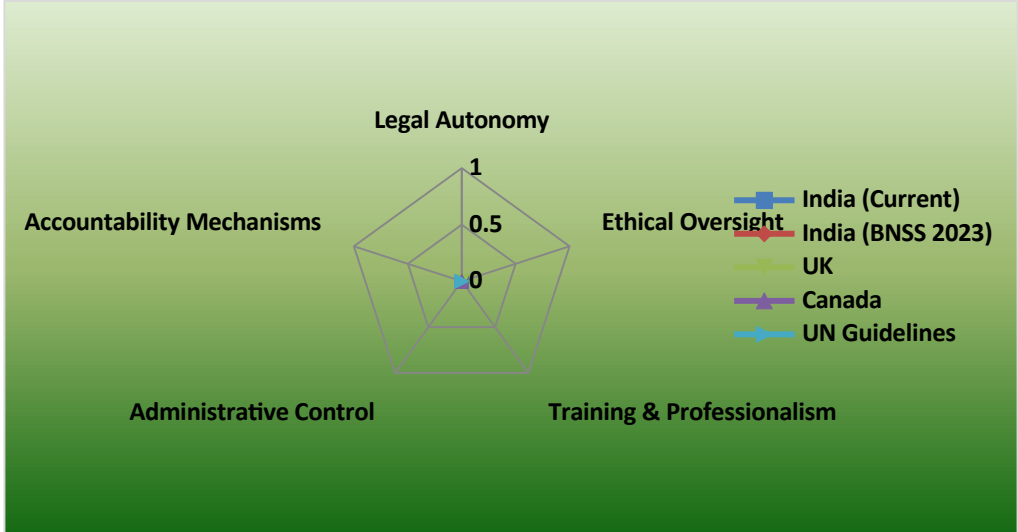 Legal Autonomy
1
0.5
0
Accountability Mechanisms
Ethical Oversight
Administrative Control
Training & Professionalism
India (Current)
India (BNSS 2023)
UK
Canada
UN Guidelines